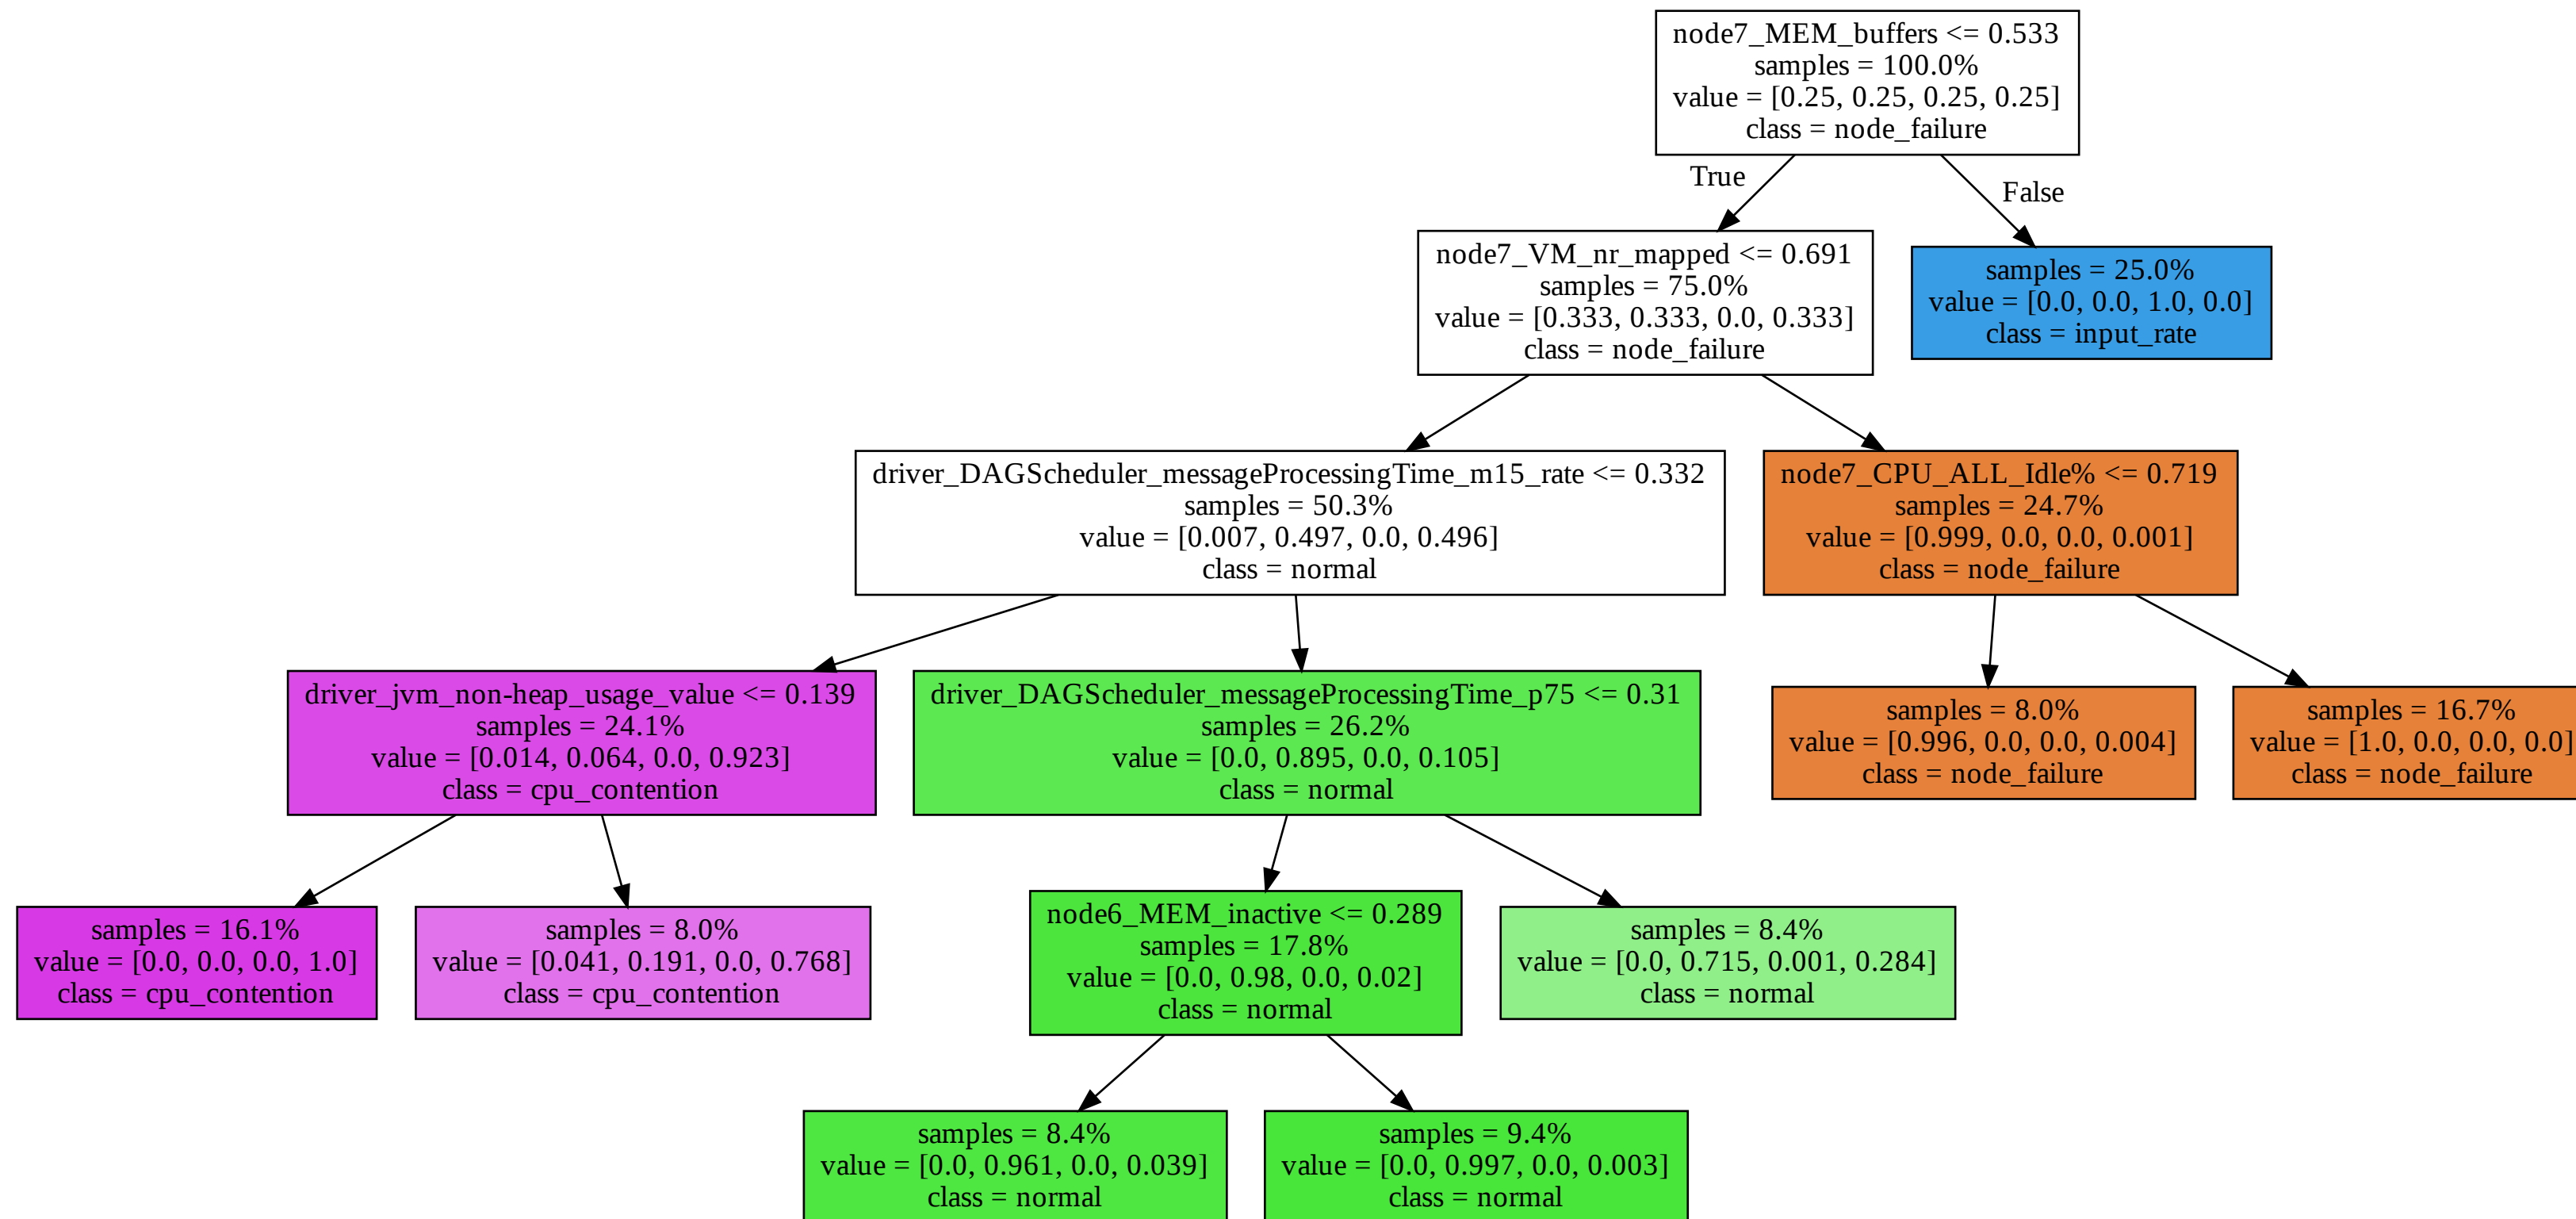 node7_MEM_buffers <= 0.533
samples = 100.0%
value = [0.25, 0.25, 0.25, 0.25]
class = node_failure
True
False
node7_VM_nr_mapped <= 0.691
samples = 75.0%
value = [0.333, 0.333, 0.0, 0.333]
class = node_failure
samples = 25.0%
value = [0.0, 0.0, 1.0, 0.0]
class = input_rate
driver_DAGScheduler_messageProcessingTime_m15_rate <= 0.332
samples = 50.3%
value = [0.007, 0.497, 0.0, 0.496]
class = normal
node7_CPU_ALL_Idle% <= 0.719
samples = 24.7%
value = [0.999, 0.0, 0.0, 0.001]
class = node_failure
driver_jvm_non-heap_usage_value <= 0.139
samples = 24.1%
value = [0.014, 0.064, 0.0, 0.923]
class = cpu_contention
driver_DAGScheduler_messageProcessingTime_p75 <= 0.31
samples = 26.2%
value = [0.0, 0.895, 0.0, 0.105]
class = normal
samples = 8.0%
value = [0.996, 0.0, 0.0, 0.004]
class = node_failure
samples = 16.7%
value = [1.0, 0.0, 0.0, 0.0]
class = node_failure
samples = 16.1%
value = [0.0, 0.0, 0.0, 1.0]
class = cpu_contention
samples = 8.0%
value = [0.041, 0.191, 0.0, 0.768]
class = cpu_contention
node6_MEM_inactive <= 0.289
samples = 17.8%
value = [0.0, 0.98, 0.0, 0.02]
class = normal
samples = 8.4%
value = [0.0, 0.715, 0.001, 0.284]
class = normal
samples = 8.4%
value = [0.0, 0.961, 0.0, 0.039]
class = normal
samples = 9.4%
value = [0.0, 0.997, 0.0, 0.003]
class = normal